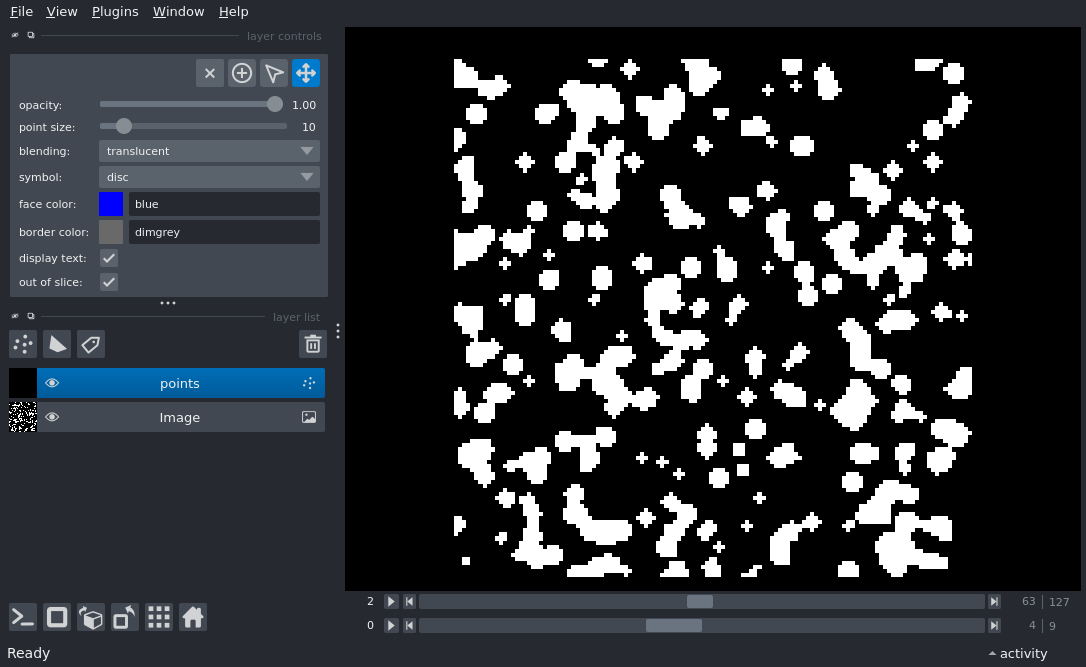 File View Plugins Window Help
layer controls
opacity: 1.00
point size: 10
blending: translucent
symbol: disc
face color: blue
border color: dimgrey
display text:
out of slice:
layer list
points
Image
2 63 127
0 4 9
Ready activity